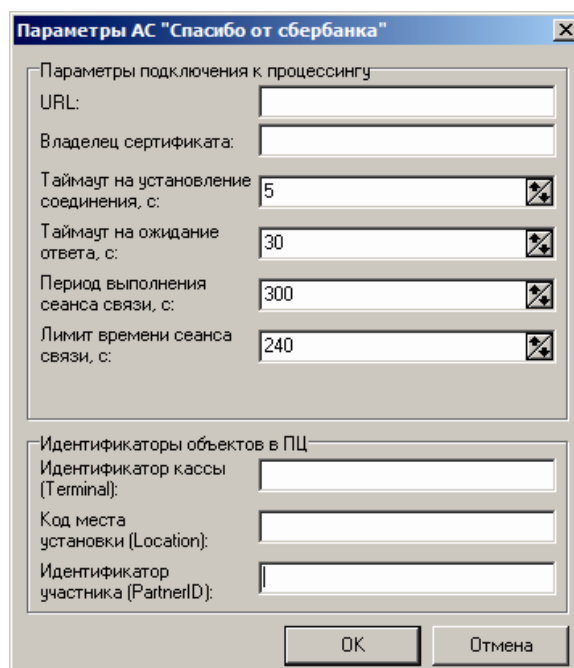 Параметры АС "Спасибо от сбербанка"
Параметры подключения к процессингу
URL:
Владелец сертификата:
Таймаут на установление
соединения, с:
5
Таймаут на ожидание
ответа, с:
30
Период выполнения
сеанса связи, с:
300
Лимит времени сеанса
связи, с:
240
Идентификаторы объектов в ПЦ
Идентификатор кассы
(Terminal):
Код места
установки (Location):
Идентификатор
участника (PartnerID):
OK
Отмена